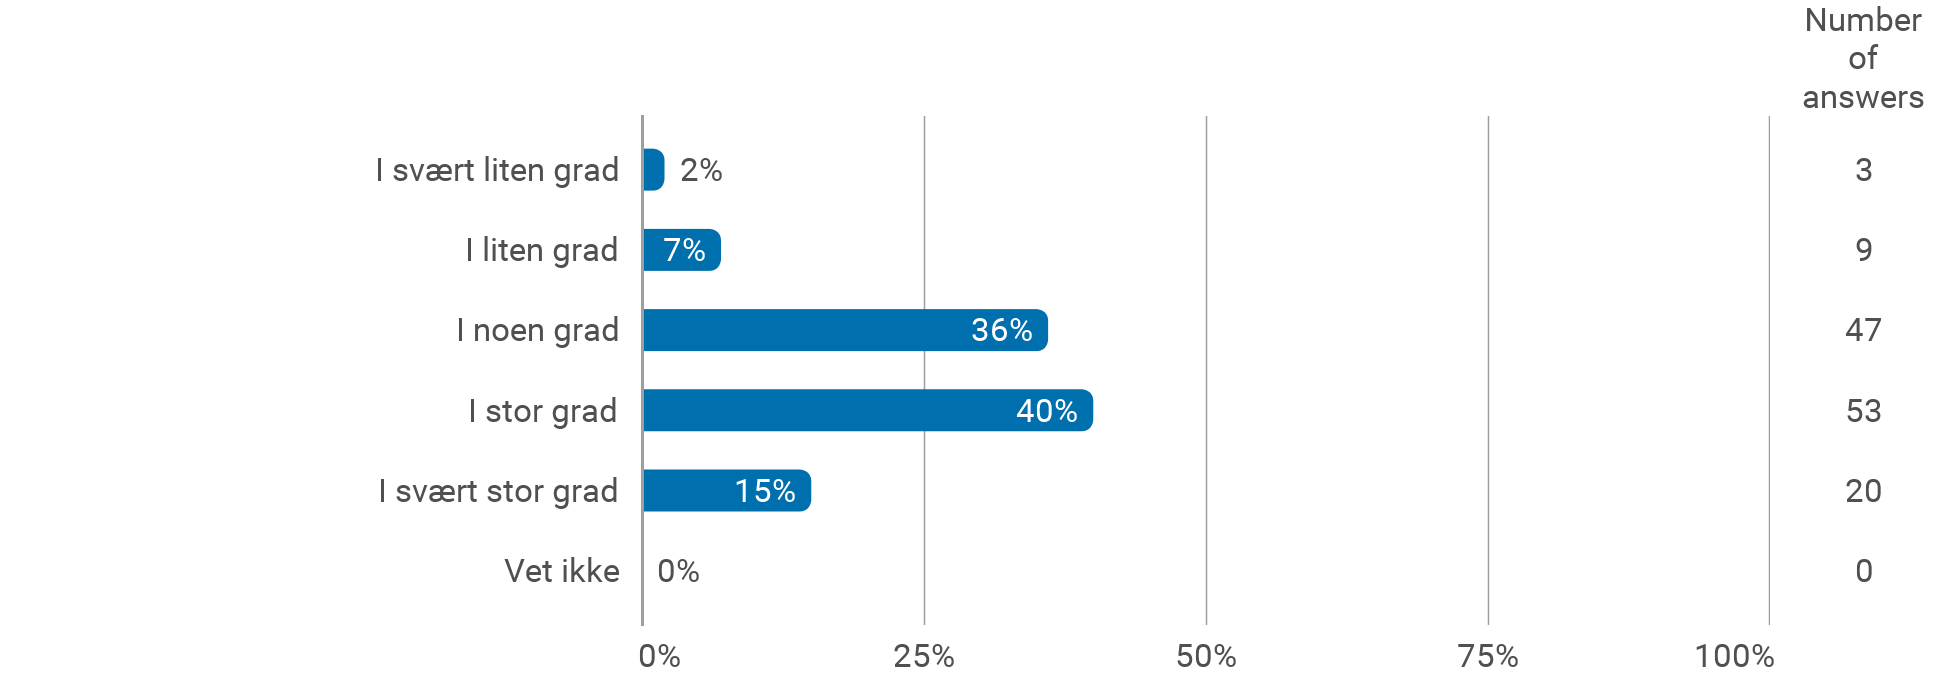 Number
of
answers
I svært liten grad 2% 3
I liten grad 7% 9
I noen grad 36% 47
I stor grad 40% 53
I svært stor grad 15% 20
Vet ikke 0% 0
0% 25% 50% 75% 100%